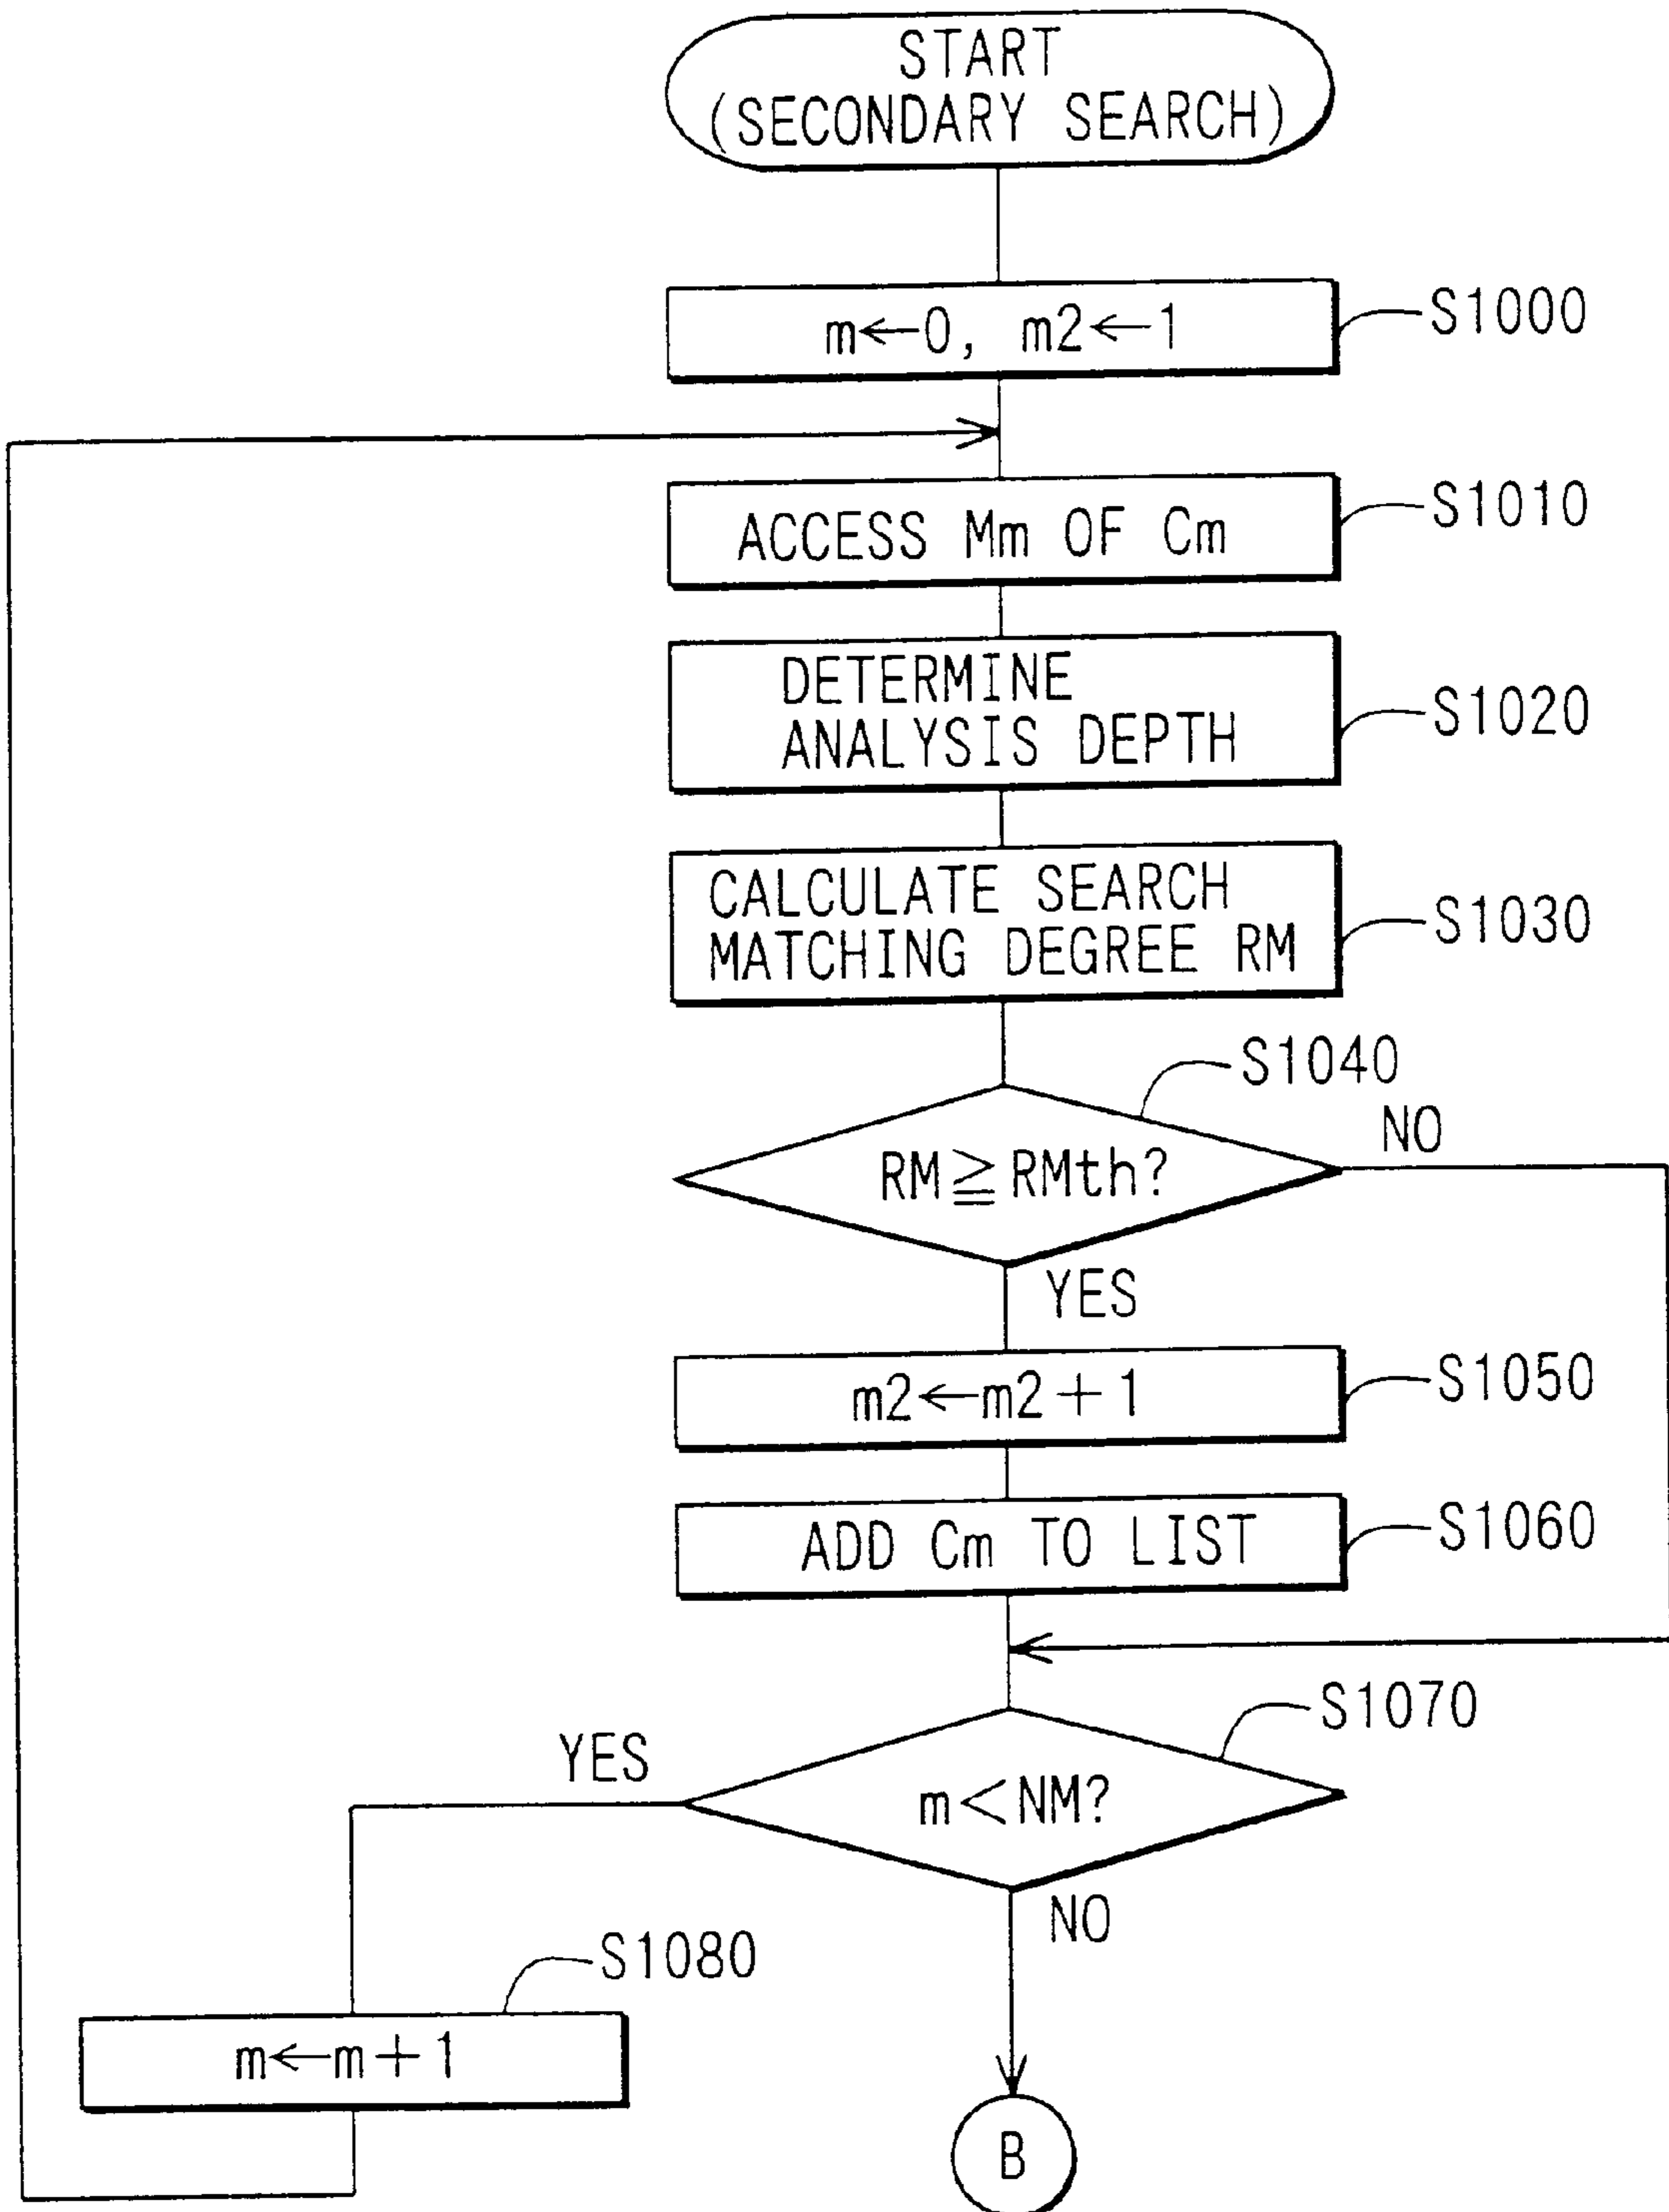 START
(SECONDARY SEARCH)
m←0, m2←1
S1000
ACCESS Mm OF Cm
S1010
DETERMINE
ANALYSIS DEPTH
S1020
CALCULATE SEARCH
MATCHING DEGREE RM
S1030
S1040
NO
RM≧RMth?
YES
m2←m2+1
S1050
ADD Cm TO LIST
S1060
S1070
YES
m<NM?
NO
S1080
m←m+1
B